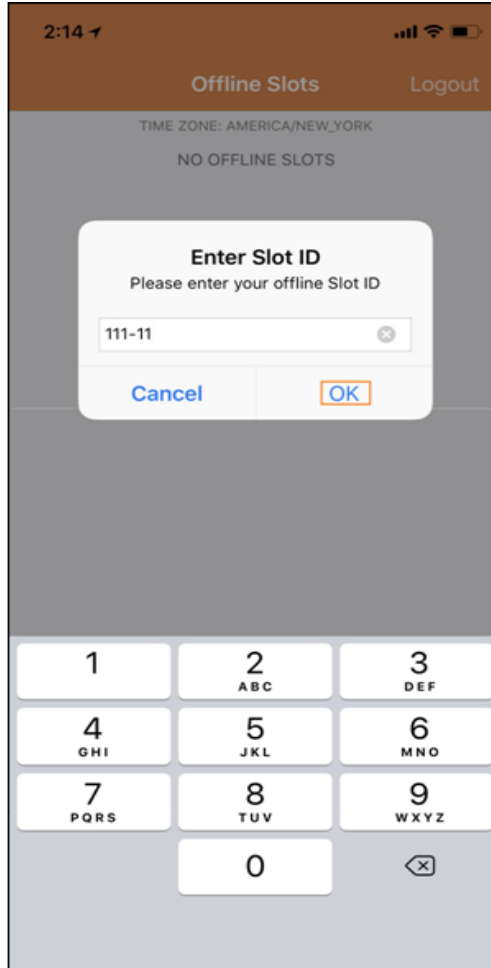 2:14
Offline Slots Logout
TIME ZONE: AMERICA/NEW_YORK
NO OFFLINE SLOTS
Enter Slot ID
Please enter your offline Slot ID
111-11
Cancel OK
1 2 3
ABC DEF
4 5 6
GHI JKL MNO
7 8 9
PQRS TUV WXYZ
0